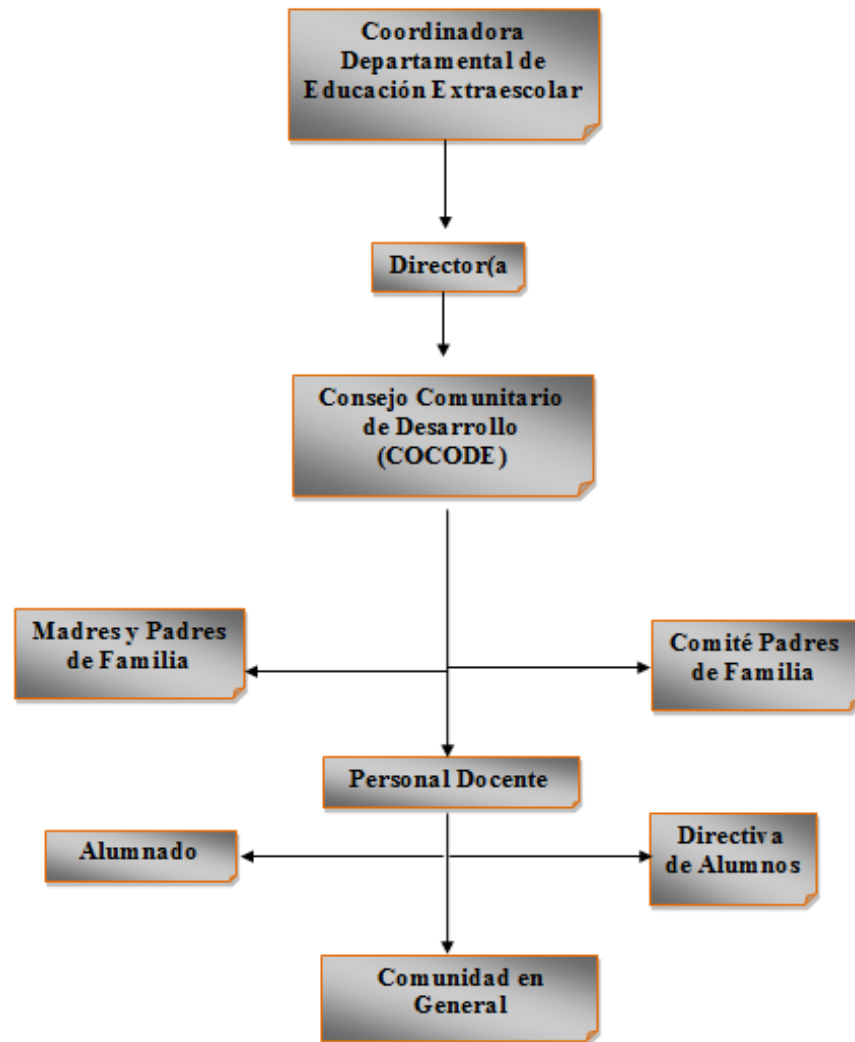 Coordinadora
Departamental de
Educación Extraescolar
Director(a
Consejo Comunitario
de Desarrollo
(COCODE)
Madres y Padres
de Familia
Comité Padres
de Familia
Personal Docente
Alumnado
Directiva
de Alumnos
Comunidad en
General